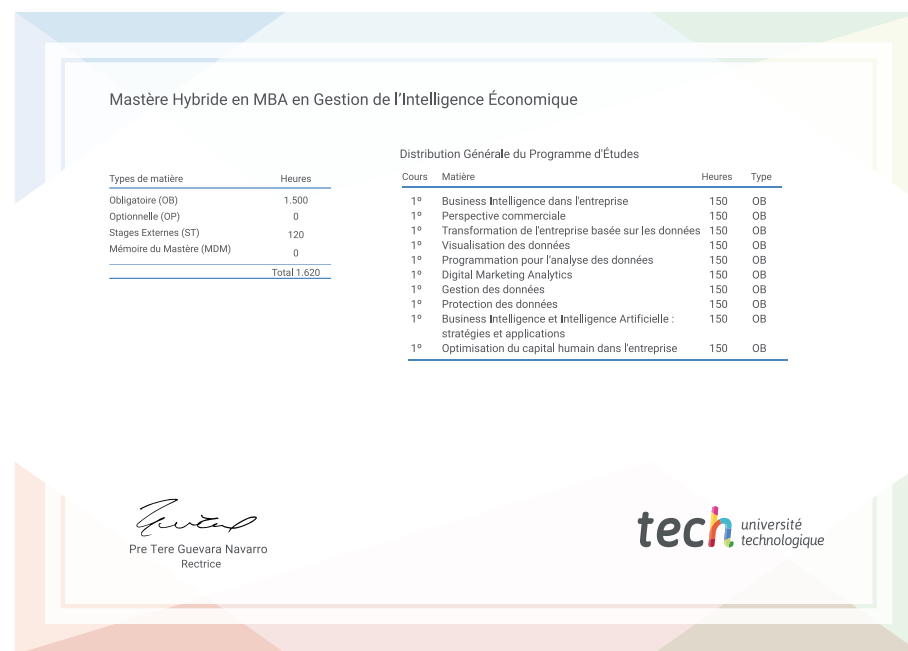 Mastère Hybride en MBA en Gestion de l'Intelligence Économique
Types de matière Heures
Obligatoire (OB) 1.500
Optionnelle (OP) 0
Stages Externes (ST) 120
Mémoire du Mastère (MDM) 0
Total 1.620
Distribution Générale du Programme d'Études
Cours Matière Heures Type
1º Business Intelligence dans l'entreprise 150 OB
1º Perspective commerciale 150 OB
1º Transformation de l'entreprise basée sur les données 150 OB
1º Visualisation des données 150 OB
1º Programmation pour l'analyse des données 150 OB
1º Digital Marketing Analytics 150 OB
1º Gestion des données 150 OB
1º Protection des données 150 OB
1º Business Intelligence et Intelligence Artificielle : 150 OB
stratégies et applications
1º Optimisation du capital humain dans l'entreprise 150 OB
Pre Tere Guevara Navarro
Rectrice
tech université
technologique